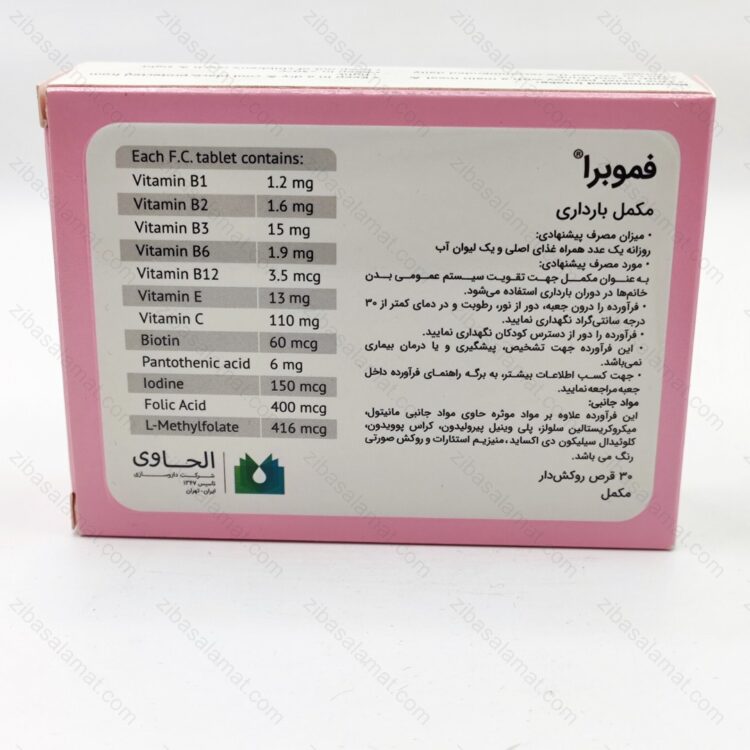 Each F.C. tablet contains:
Vitamin B1 1.2 mg
Vitamin B2 1.6 mg
Vitamin B3 15 mg
Vitamin B6 1.9 mg
Vitamin B12 3.5 mcg
Vitamin E 13 mg
Vitamin C 110 mg
Biotin 60 mcg
Pantothenic acid 6 mg
Iodine 150 mcg
Folic Acid 400 mcg
L-Methylfolate 416 mcg
الحاوی
شرکت داروسازی
تاسیس ۱۳۴۷
ایران-تهران
فموبرا®
مکمل بارداری
• میزان مصرف پیشنهادی:
روزانه یک عدد همراه غذای اصلی و یک لیوان آب
• مورد مصرف پیشنهادی:
به عنوان مکمل جهت تقویت سیستم عمومی بدن
خانم‌ها در دوران بارداری استفاده می‌شود.
• فرآورده را درون جعبه، دور از نور، رطوبت و در دمای کمتر از ۳۰
درجه سانتی‌گراد نگهداری نمایید.
• فرآورده را دور از دسترس کودکان نگهداری نمایید.
• این فرآورده جهت تشخیص، پیشگیری و یا درمان بیماری
نمی‌باشد.
• جهت کسب اطلاعات بیشتر، به برگه راهنمای فرآورده داخل
جعبه مراجعه نمایید.
مواد جانبی:
این فرآورده علاوه بر مواد موثره حاوی مواد جانبی مانیتول،
میکروکریستالین سلولز، پلی وینیل پیرولیدون، کراس پوویدون،
کلوئیدال سیلیکون دی اکساید، منیزیم استئارات و روکش صورتی
رنگ می باشد.
۳۰ قرص روکش‌دار
مکمل
zibasalamat.com